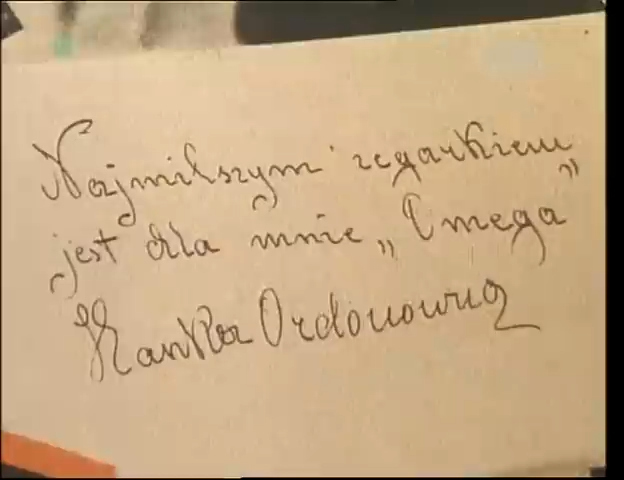 Najmilszym zegarkiem
jest dla mnie „Omega”
Hanka Ordonówna